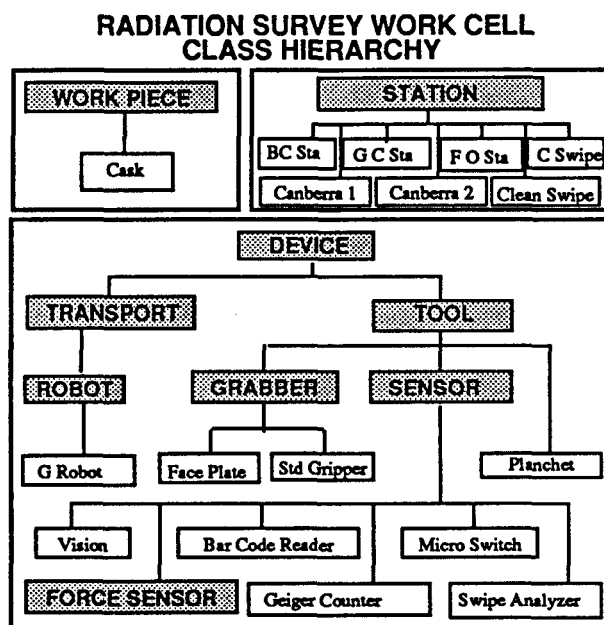 RADIATION SURVEY WORK CELL
CLASS HIERARCHY
WORK PIECE
Cask
STATION
BC Sta
G C Sta
F O Sta
C Swipe
Canberra 1
Canberra 2
Clean Swipe
DEVICE
TRANSPORT
TOOL
ROBOT
GRABBER
SENSOR
G Robot
Face Plate
Std Gripper
Planchet
Vision
Bar Code Reader
Micro Switch
FORCE SENSOR
Geiger Counter
Swipe Analyzer